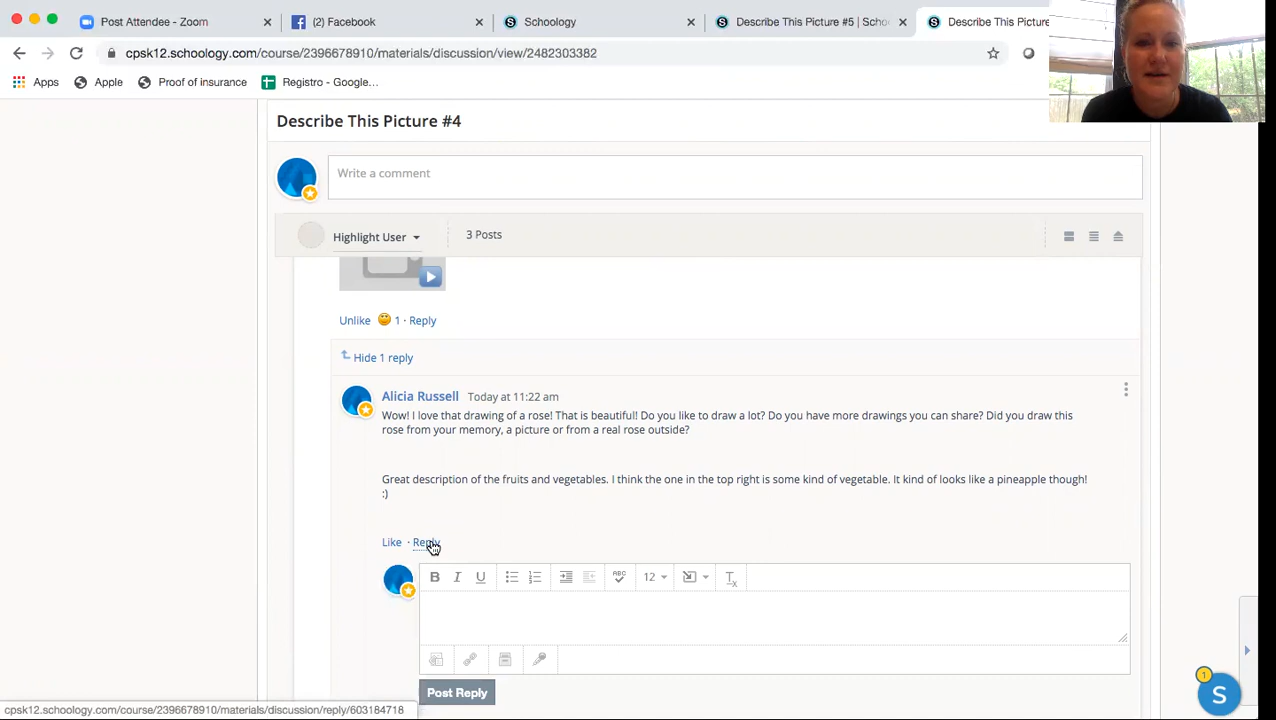 Post Attendee - Zoom
(2) Facebook
Schoology
Describe This Picture #5 | Scho
Describe This Picture
cpsk12.schoology.com/course/2396678910/materials/discussion/view/2482303382
Apps
Apple
Proof of insurance
Registro - Google...
Describe This Picture #4
Write a comment
Highlight User
3 Posts
Unlike 1 · Reply
Hide 1 reply
Alicia Russell Today at 11:22 am
Wow! I love that drawing of a rose! That is beautiful! Do you like to draw a lot? Do you have more drawings you can share? Did you draw this
rose from your memory, a picture or from a real rose outside?
Great description of the fruits and vegetables. I think the one in the top right is some kind of vegetable. It kind of looks like a pineapple though!
:)
Like · Reply
B I U ABC 12 Tx
Post Reply
1
S
cpsk12.schoology.com/course/2396678910/materials/discussion/reply/603184718